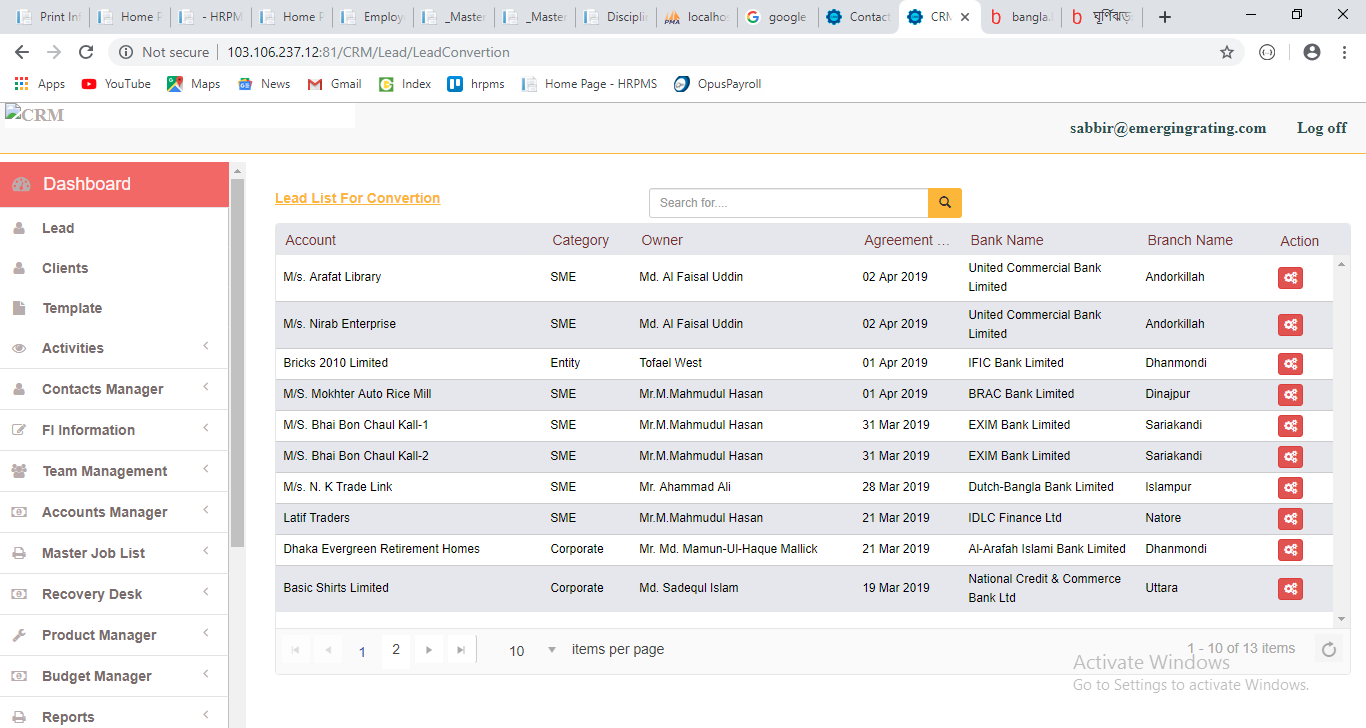 Print In
Home P
- HRPM
Home P
Employ
_Master
_Master
Disciplin
localho
google
Contact
CRM
bangla.
ঘূর্ণিঝড়
Not secure
103.106.237.12:81/CRM/Lead/LeadConvertion
Apps
YouTube
Maps
News
Gmail
Index
hrpms
Home Page - HRPMS
OpusPayroll
CRM
sabbir@emergingrating.com
Log off
Dashboard
Lead
Clients
Template
Activities
Contacts Manager
FI Information
Team Management
Accounts Manager
Master Job List
Recovery Desk
Product Manager
Budget Manager
Reports
Lead List For Convertion
Search for....
Account Category Owner Agreement ... Bank Name Branch Name Action
M/s. Arafat Library SME Md. Al Faisal Uddin 02 Apr 2019 United Commercial Bank Limited Andorkillah
M/s. Nirab Enterprise SME Md. Al Faisal Uddin 02 Apr 2019 United Commercial Bank Limited Andorkillah
Bricks 2010 Limited Entity Tofael West 01 Apr 2019 IFIC Bank Limited Dhanmondi
M/S. Mokhter Auto Rice Mill SME Mr.M.Mahmudul Hasan 01 Apr 2019 BRAC Bank Limited Dinajpur
M/S. Bhai Bon Chaul Kall-1 SME Mr.M.Mahmudul Hasan 31 Mar 2019 EXIM Bank Limited Sariakandi
M/S. Bhai Bon Chaul Kall-2 SME Mr.M.Mahmudul Hasan 31 Mar 2019 EXIM Bank Limited Sariakandi
M/s. N. K Trade Link SME Mr. Ahammad Ali 28 Mar 2019 Dutch-Bangla Bank Limited Islampur
Latif Traders SME Mr.M.Mahmudul Hasan 21 Mar 2019 IDLC Finance Ltd Natore
Dhaka Evergreen Retirement Homes Corporate Mr. Md. Mamun-Ul-Haque Mallick 21 Mar 2019 Al-Arafah Islami Bank Limited Dhanmondi
Basic Shirts Limited Corporate Md. Sadequl Islam 19 Mar 2019 National Credit & Commerce Bank Ltd Uttara
1 2 10 items per page 1 - 10 of 13 items
Activate Windows
Go to Settings to activate Windows.